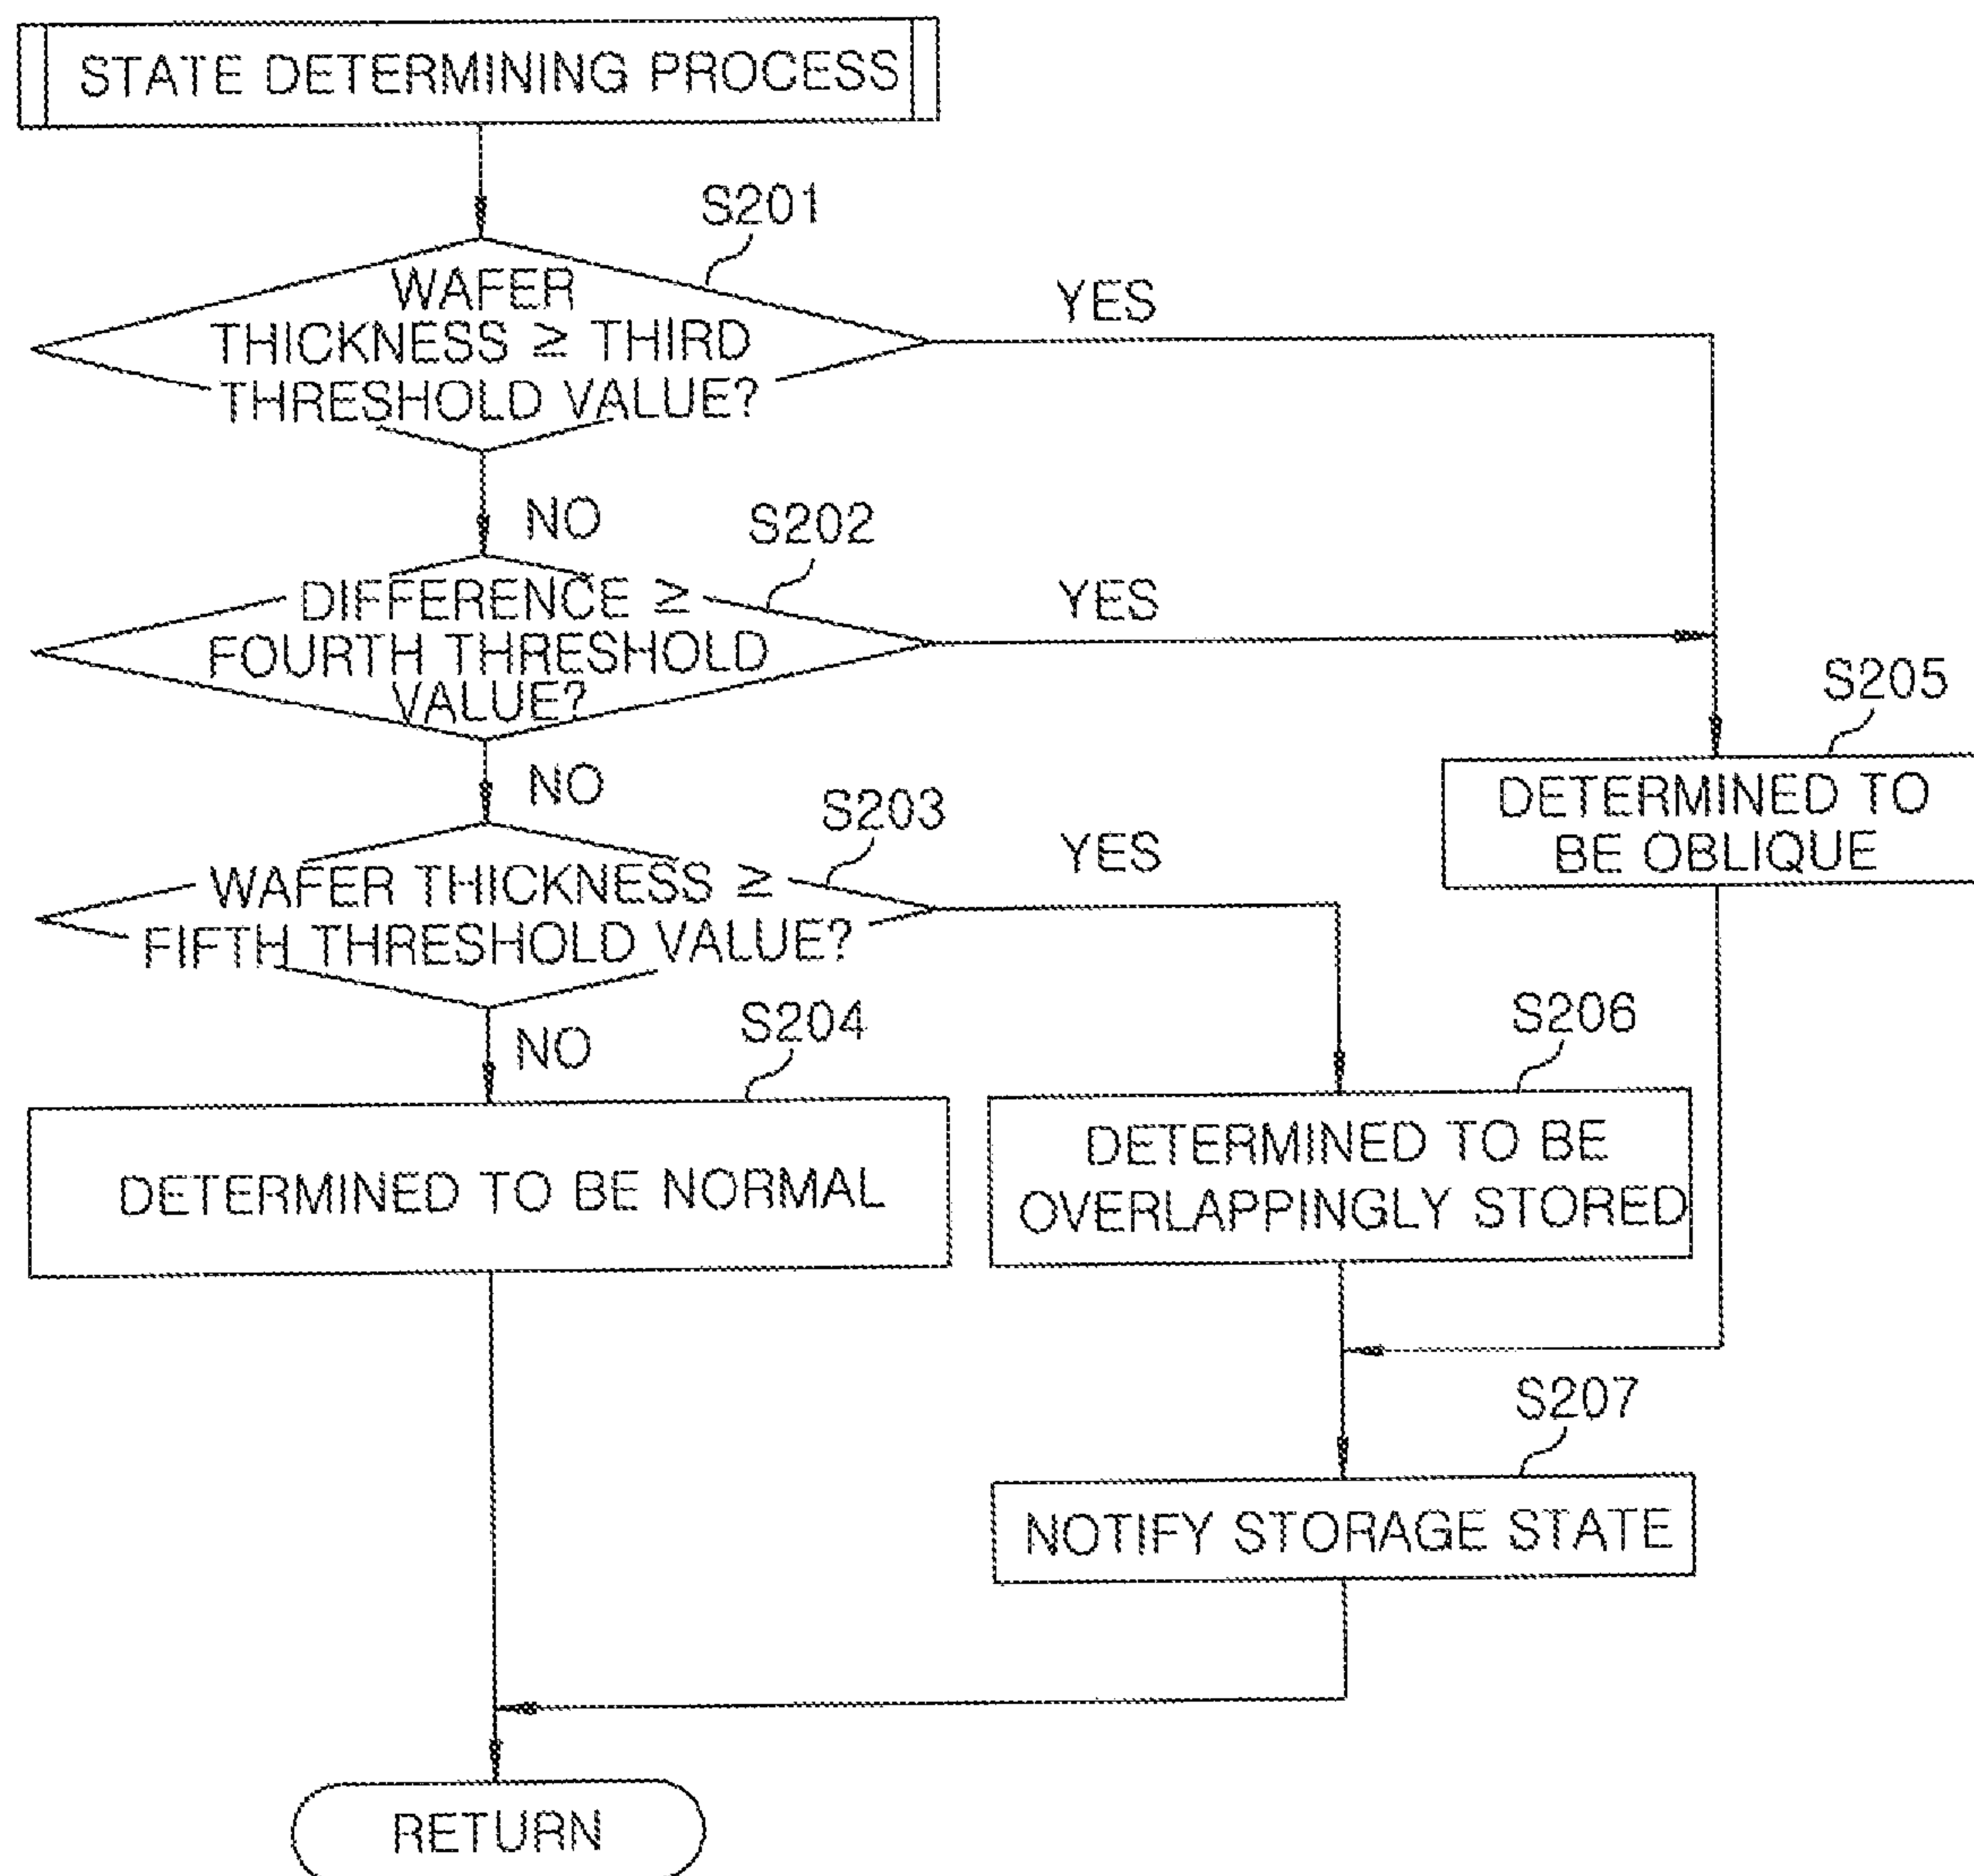 STATE DETERMINING PROCESS
S201
WAFER
THICKNESS ≥ THIRD
THRESHOLD VALUE?
YES
NO
S202
DIFFERENCE ≥
FOURTH THRESHOLD
VALUE?
YES
NO
S205
DETERMINED TO
BE OBLIQUE
S203
WAFER THICKNESS ≥
FIFTH THRESHOLD VALUE?
YES
NO
S204
DETERMINED TO BE NORMAL
S206
DETERMINED TO BE
OVERLAPPINGLY STORED
S207
NOTIFY STORAGE STATE
RETURN